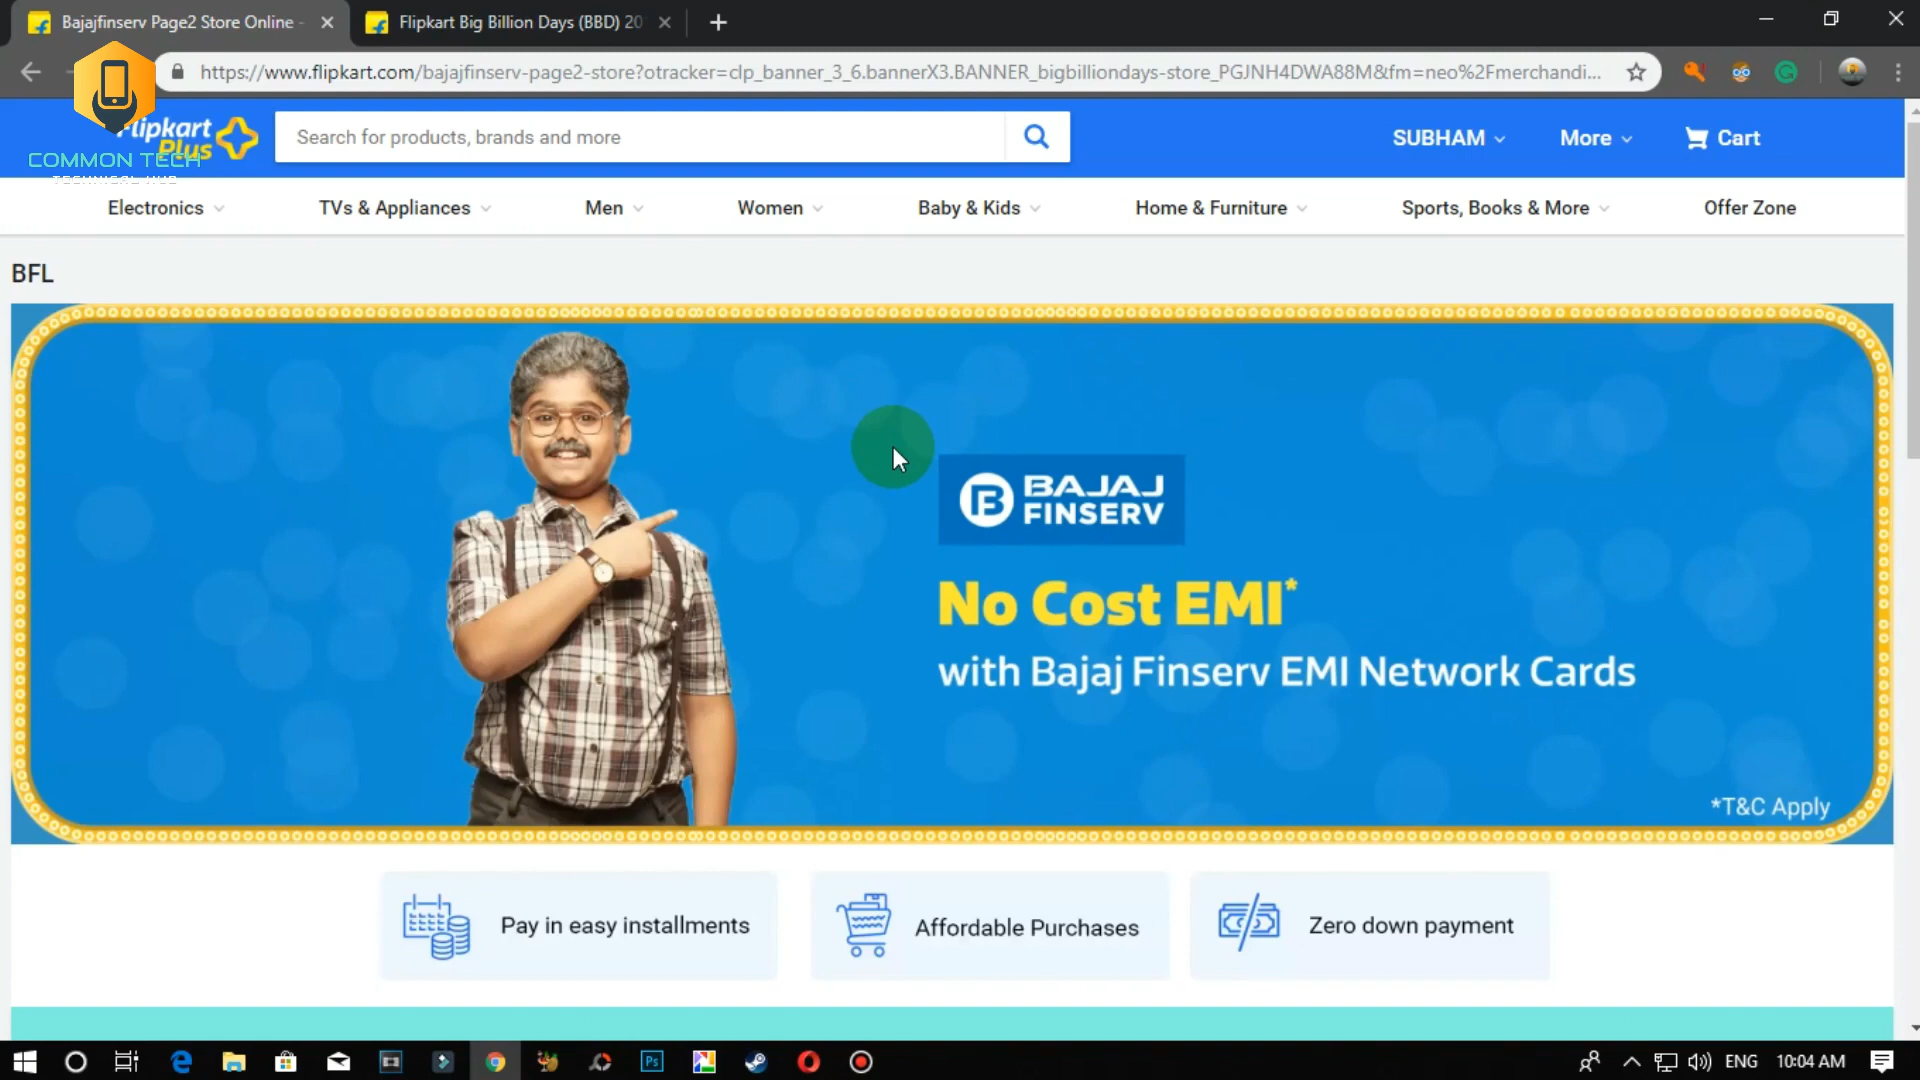 Bajajfinserv Page2 Store Online -
Flipkart Big Billion Days (BBD) 20
https://www.flipkart.com/bajajfinserv-page2-store?otracker=clp_banner_3_6.bannerX3.BANNER_bigbilliondays-store_PGJNH4DWA88M&fm=neo%2Fmerchandi...
Flipkart
Plus
COMMON TECH
Search for products, brands and more
SUBHAM
More
Cart
Electronics
TVs & Appliances
Men
Women
Baby & Kids
Home & Furniture
Sports, Books & More
Offer Zone
BFL
BAJAJ
FINSERV
No Cost EMI*
with Bajaj Finserv EMI Network Cards
*T&C Apply
Pay in easy installments
Affordable Purchases
Zero down payment
Ps
ENG
10:04 AM